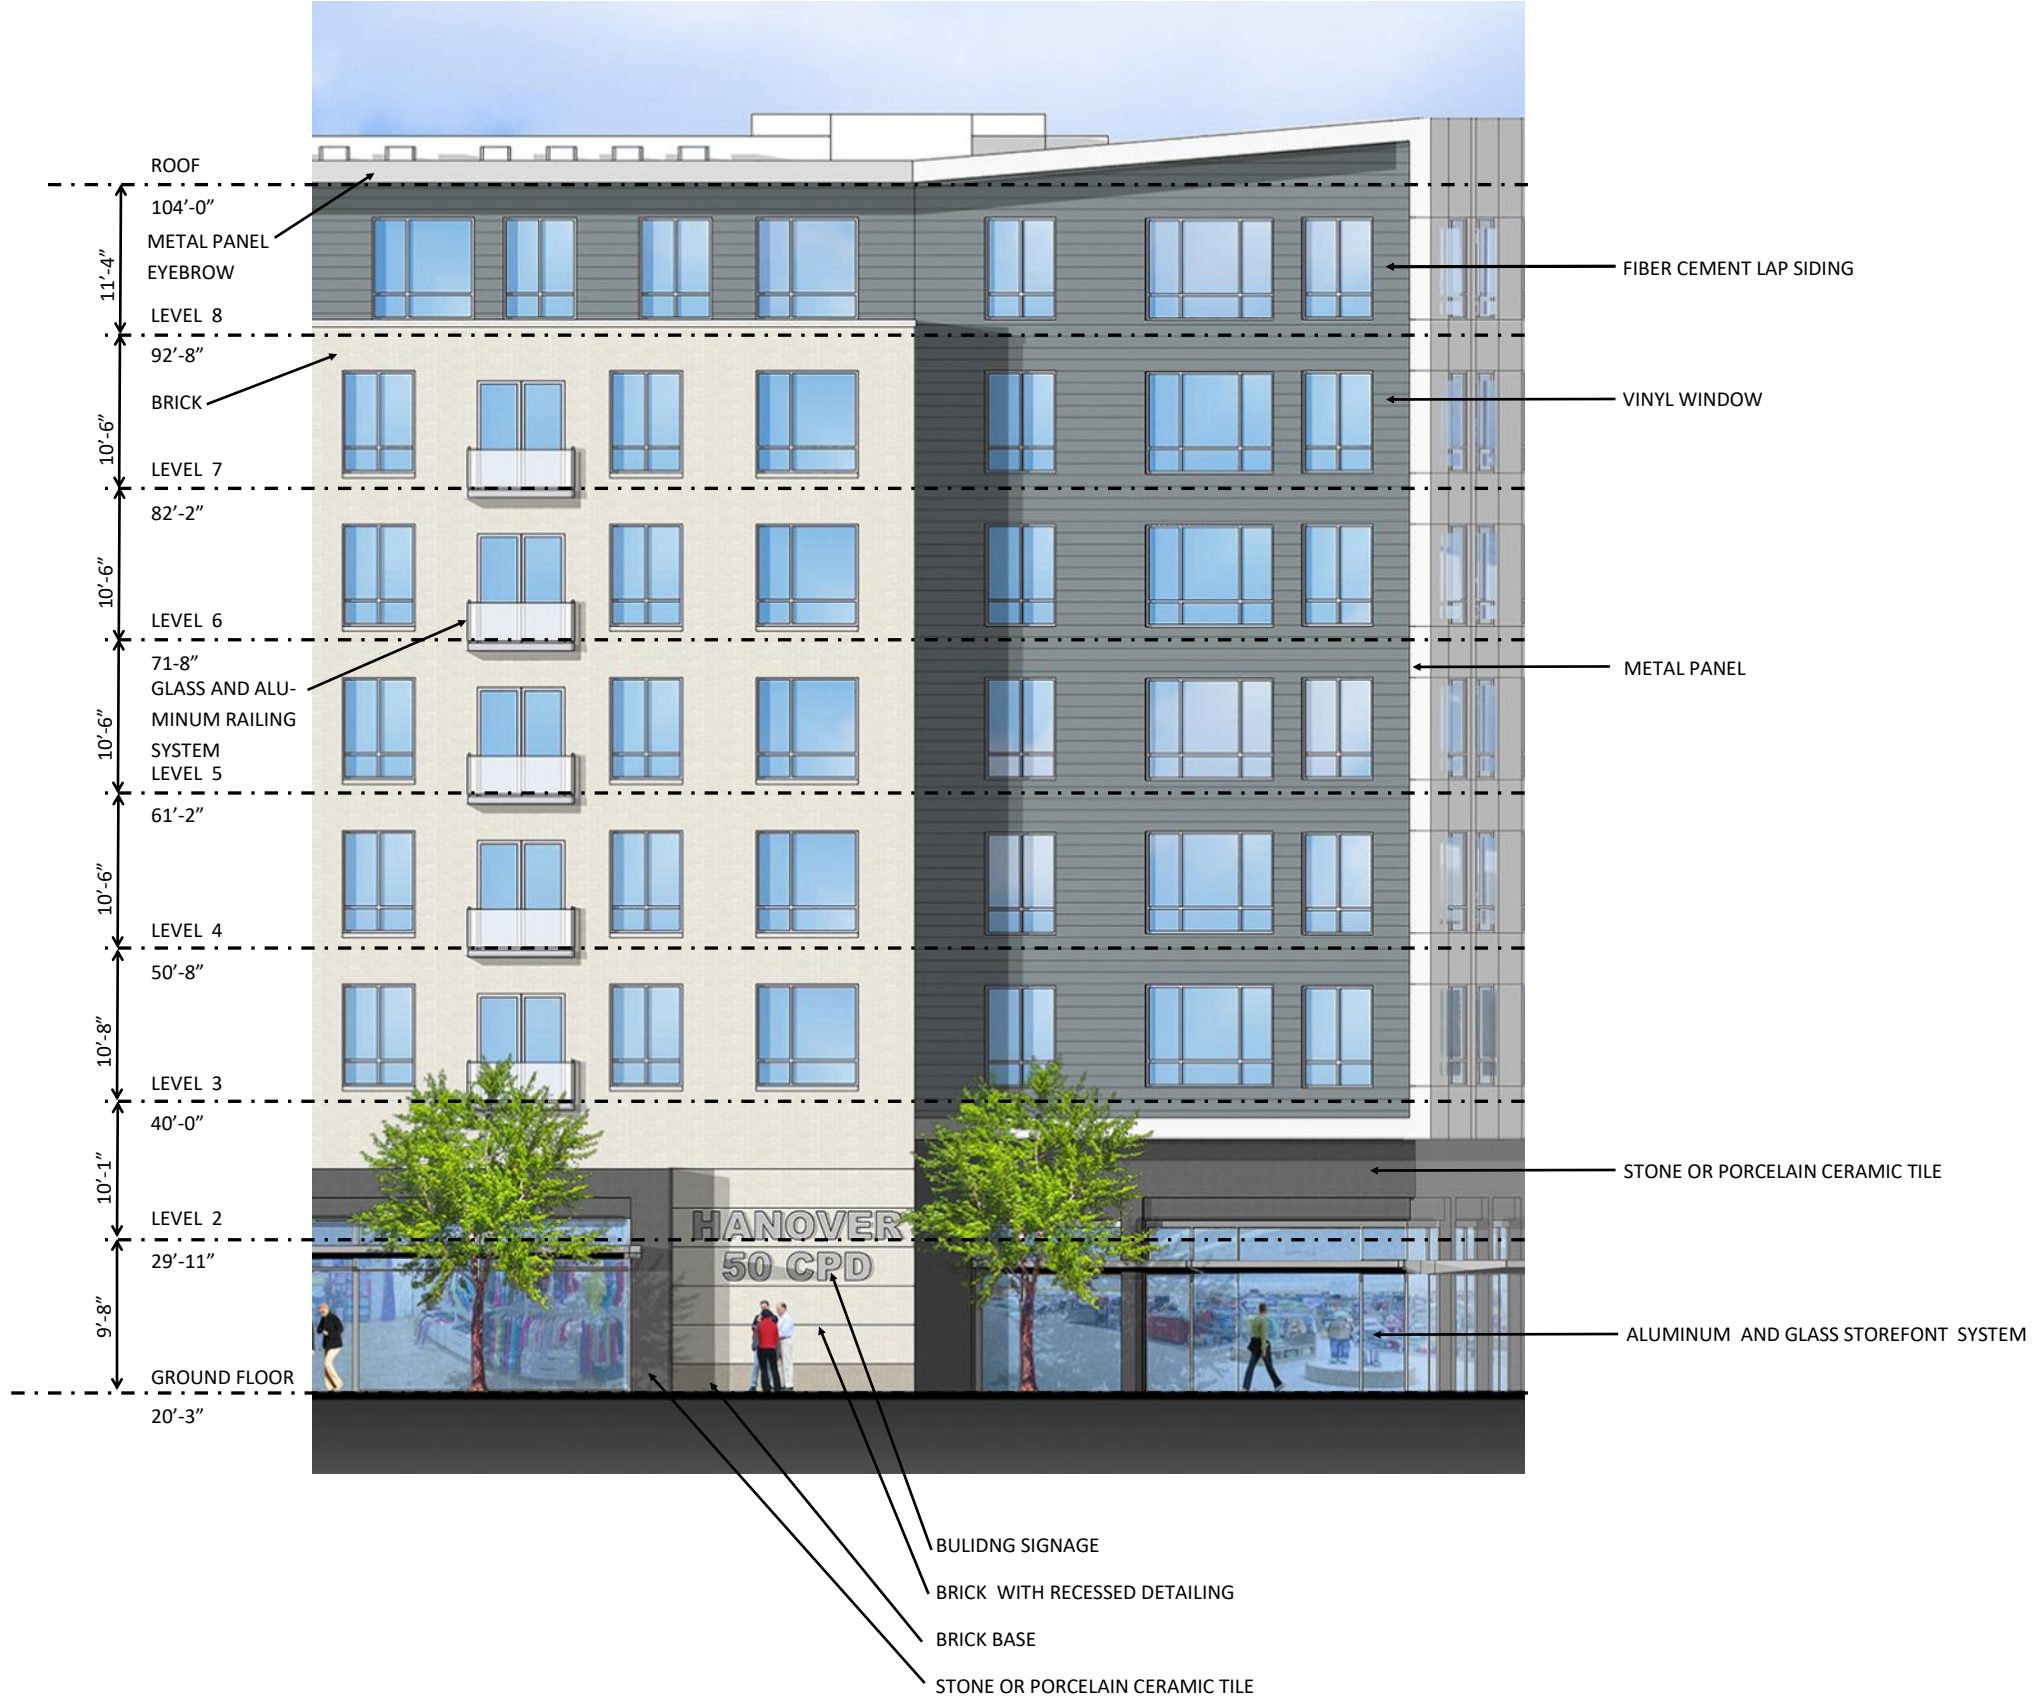 ROOF
104’-0”
METAL PANEL
EYEBROW
11’-4”
LEVEL 8
92’-8”
BRICK
10’-6”
LEVEL 7
82’-2”
10’-6”
LEVEL 6
71-8”
GLASS AND ALU-
MINUM RAILING
SYSTEM
10’-6”
LEVEL 5
61’-2”
10’-6”
LEVEL 4
50’-8”
10’-8”
LEVEL 3
40’-0”
10’-1”
LEVEL 2
29’-11”
9’-8”
GROUND FLOOR
20’-3”
HANOVER
50 CPD
FIBER CEMENT LAP SIDING
VINYL WINDOW
METAL PANEL
STONE OR PORCELAIN CERAMIC TILE
ALUMINUM AND GLASS STOREFONT SYSTEM
BULIDNG SIGNAGE
BRICK WITH RECESSED DETAILING
BRICK BASE
STONE OR PORCELAIN CERAMIC TILE